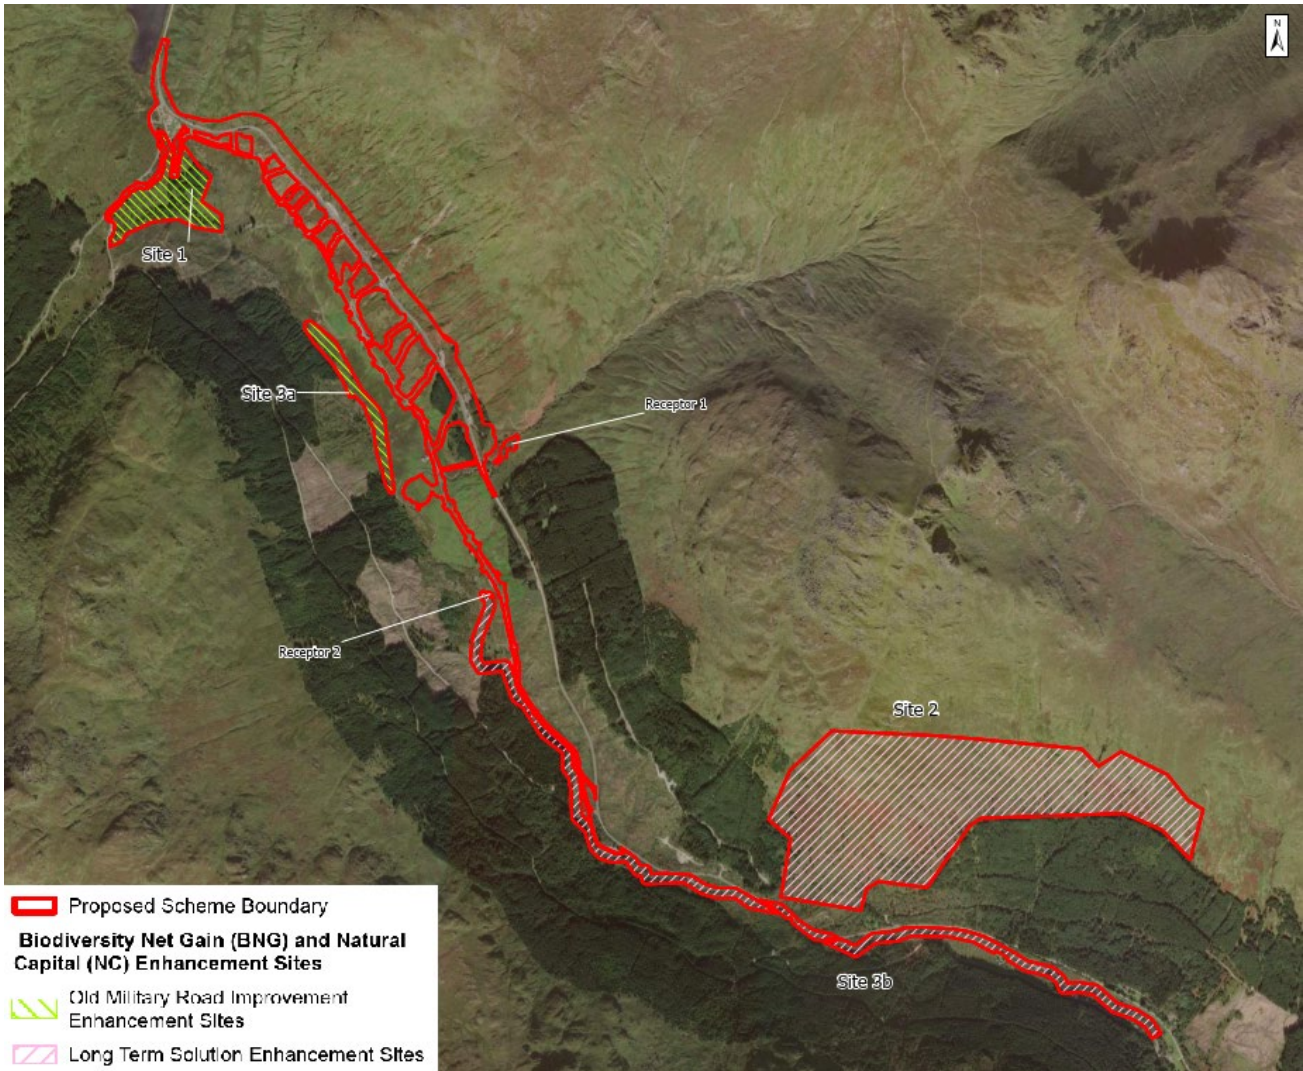 N
Site 1
Site 3a
Receptor 1
Receptor 2
Site 2
Site 3b
Proposed Scheme Boundary
Biodiversity Net Gain (BNG) and Natural
Capital (NC) Enhancement Sites
Old Military Road Improvement
Enhancement Sites
Long Term Solution Enhancement Sites